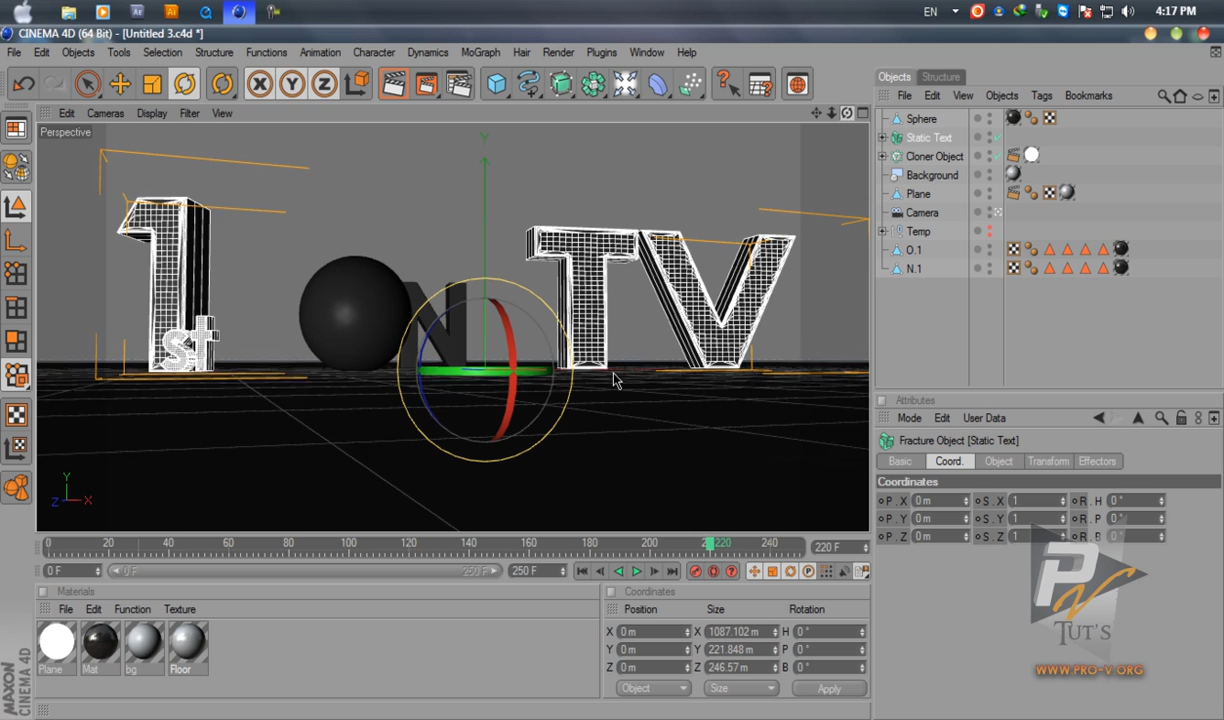 EN
4:17 PM
CINEMA 4D (64 Bit) - [Untitled 3.c4d *]
File Edit Objects Tools Selection Structure Functions Animation Character Dynamics MoGraph Hair Render Plugins Window Help
X Y Z
Objects Structure
File Edit View Objects Tags Bookmarks
Edit Cameras Display Filter View
Perspective
Sphere
Static Text
Cloner Object
Background
Plane
Camera
Temp
O.1
N.1
1st N TV
Y
Y
Z X
Attributes
Mode Edit User Data
Fracture Object [Static Text]
Basic Coord. Object Transform Effectors
Coordinates
P . X 0 m S . X 1 R . H 0 °
P . Y 0 m S . Y 1 R . P 0 °
P . Z 0 m S . Z 1 R . B 0 °
0 20 40 60 80 100 120 140 160 180 200 220 240 220 F
0 F 0 F 250 F 250 F
Materials
File Edit Function Texture
Plane Mat bg Floor
Coordinates
Position Size Rotation
X 0 m X 1087.102 m H 0 °
Y 0 m Y 221.848 m P 0 °
Z 0 m Z 246.57 m B 0 °
Object Size Apply
PV
TUT'S
WWW.PRO-V.ORG
MAXON
CINEMA 4D